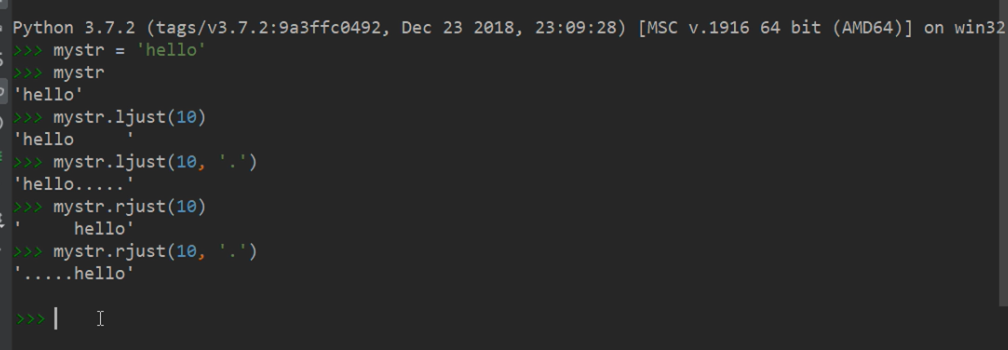 Python 3.7.2 (tags/v3.7.2:9a3ffc0492, Dec 23 2018, 23:09:28) [MSC v.1916 64 bit (AMD64)] on win32
>>> mystr = 'hello'
>>> mystr
'hello'
>>> mystr.ljust(10)
'hello     '
>>> mystr.ljust(10, '.')
'hello.....'
>>> mystr.rjust(10)
'     hello'
>>> mystr.rjust(10, '.')
'.....hello'
>>>